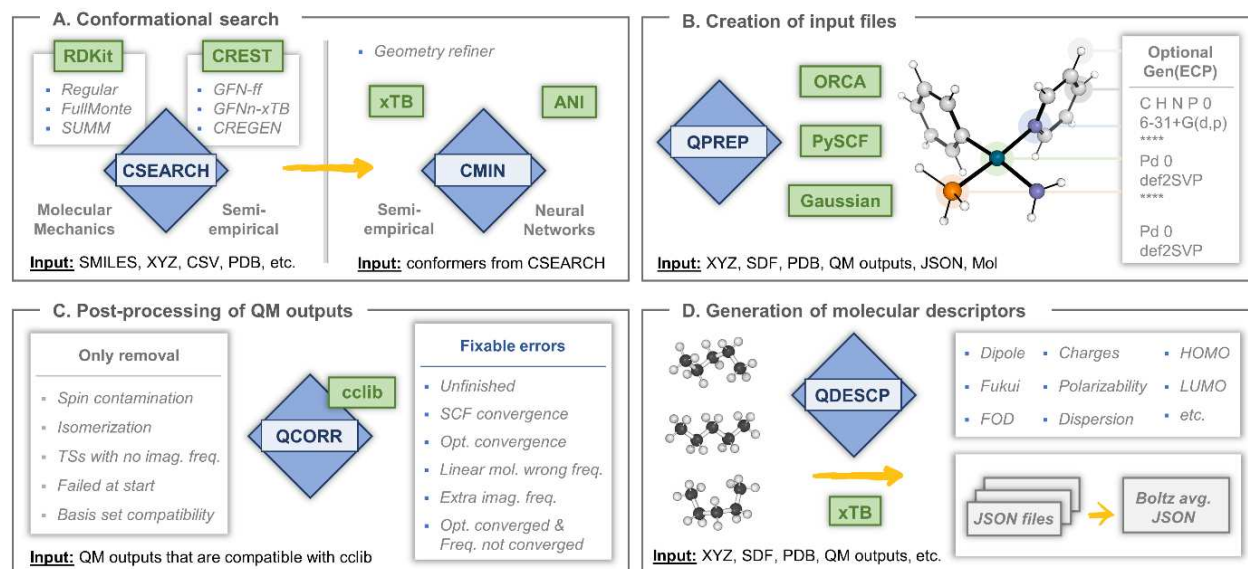 A. Conformational search
RDKit
Regular
FullMonte
SUMM
CREST
GFN-ff
GFNn-xTB
CREGEN
CSEARCH
Molecular
Mechanics
Semi-
empirical
Input: SMILES, XYZ, CSV, PDB, etc.
Geometry refiner
xTB
ANI
CMIN
Semi-
empirical
Neural
Networks
Input: conformers from CSEARCH
B. Creation of input files
QPREP
ORCA
PySCF
Gaussian
Optional
Gen(ECP)
C H N P 0
6-31+G(d,p)
****
Pd 0
def2SVP
****
Pd 0
def2SVP
Input: XYZ, SDF, PDB, QM outputs, JSON, Mol
C. Post-processing of QM outputs
Only removal
Spin contamination
Isomerization
TSs with no imag. freq.
Failed at start
Basis set compatibility
cclib
QCORR
Fixable errors
Unfinished
SCF convergence
Opt. convergence
Linear mol. wrong freq.
Extra imag. freq.
Opt. converged &
Freq. not converged
Input: QM outputs that are compatible with cclib
D. Generation of molecular descriptors
QDESCP
xTB
Dipole
Charges
HOMO
Fukui
Polarizability
LUMO
FOD
Dispersion
etc.
JSON files
Boltz avg.
JSON
Input: XYZ, SDF, PDB, QM outputs, etc.